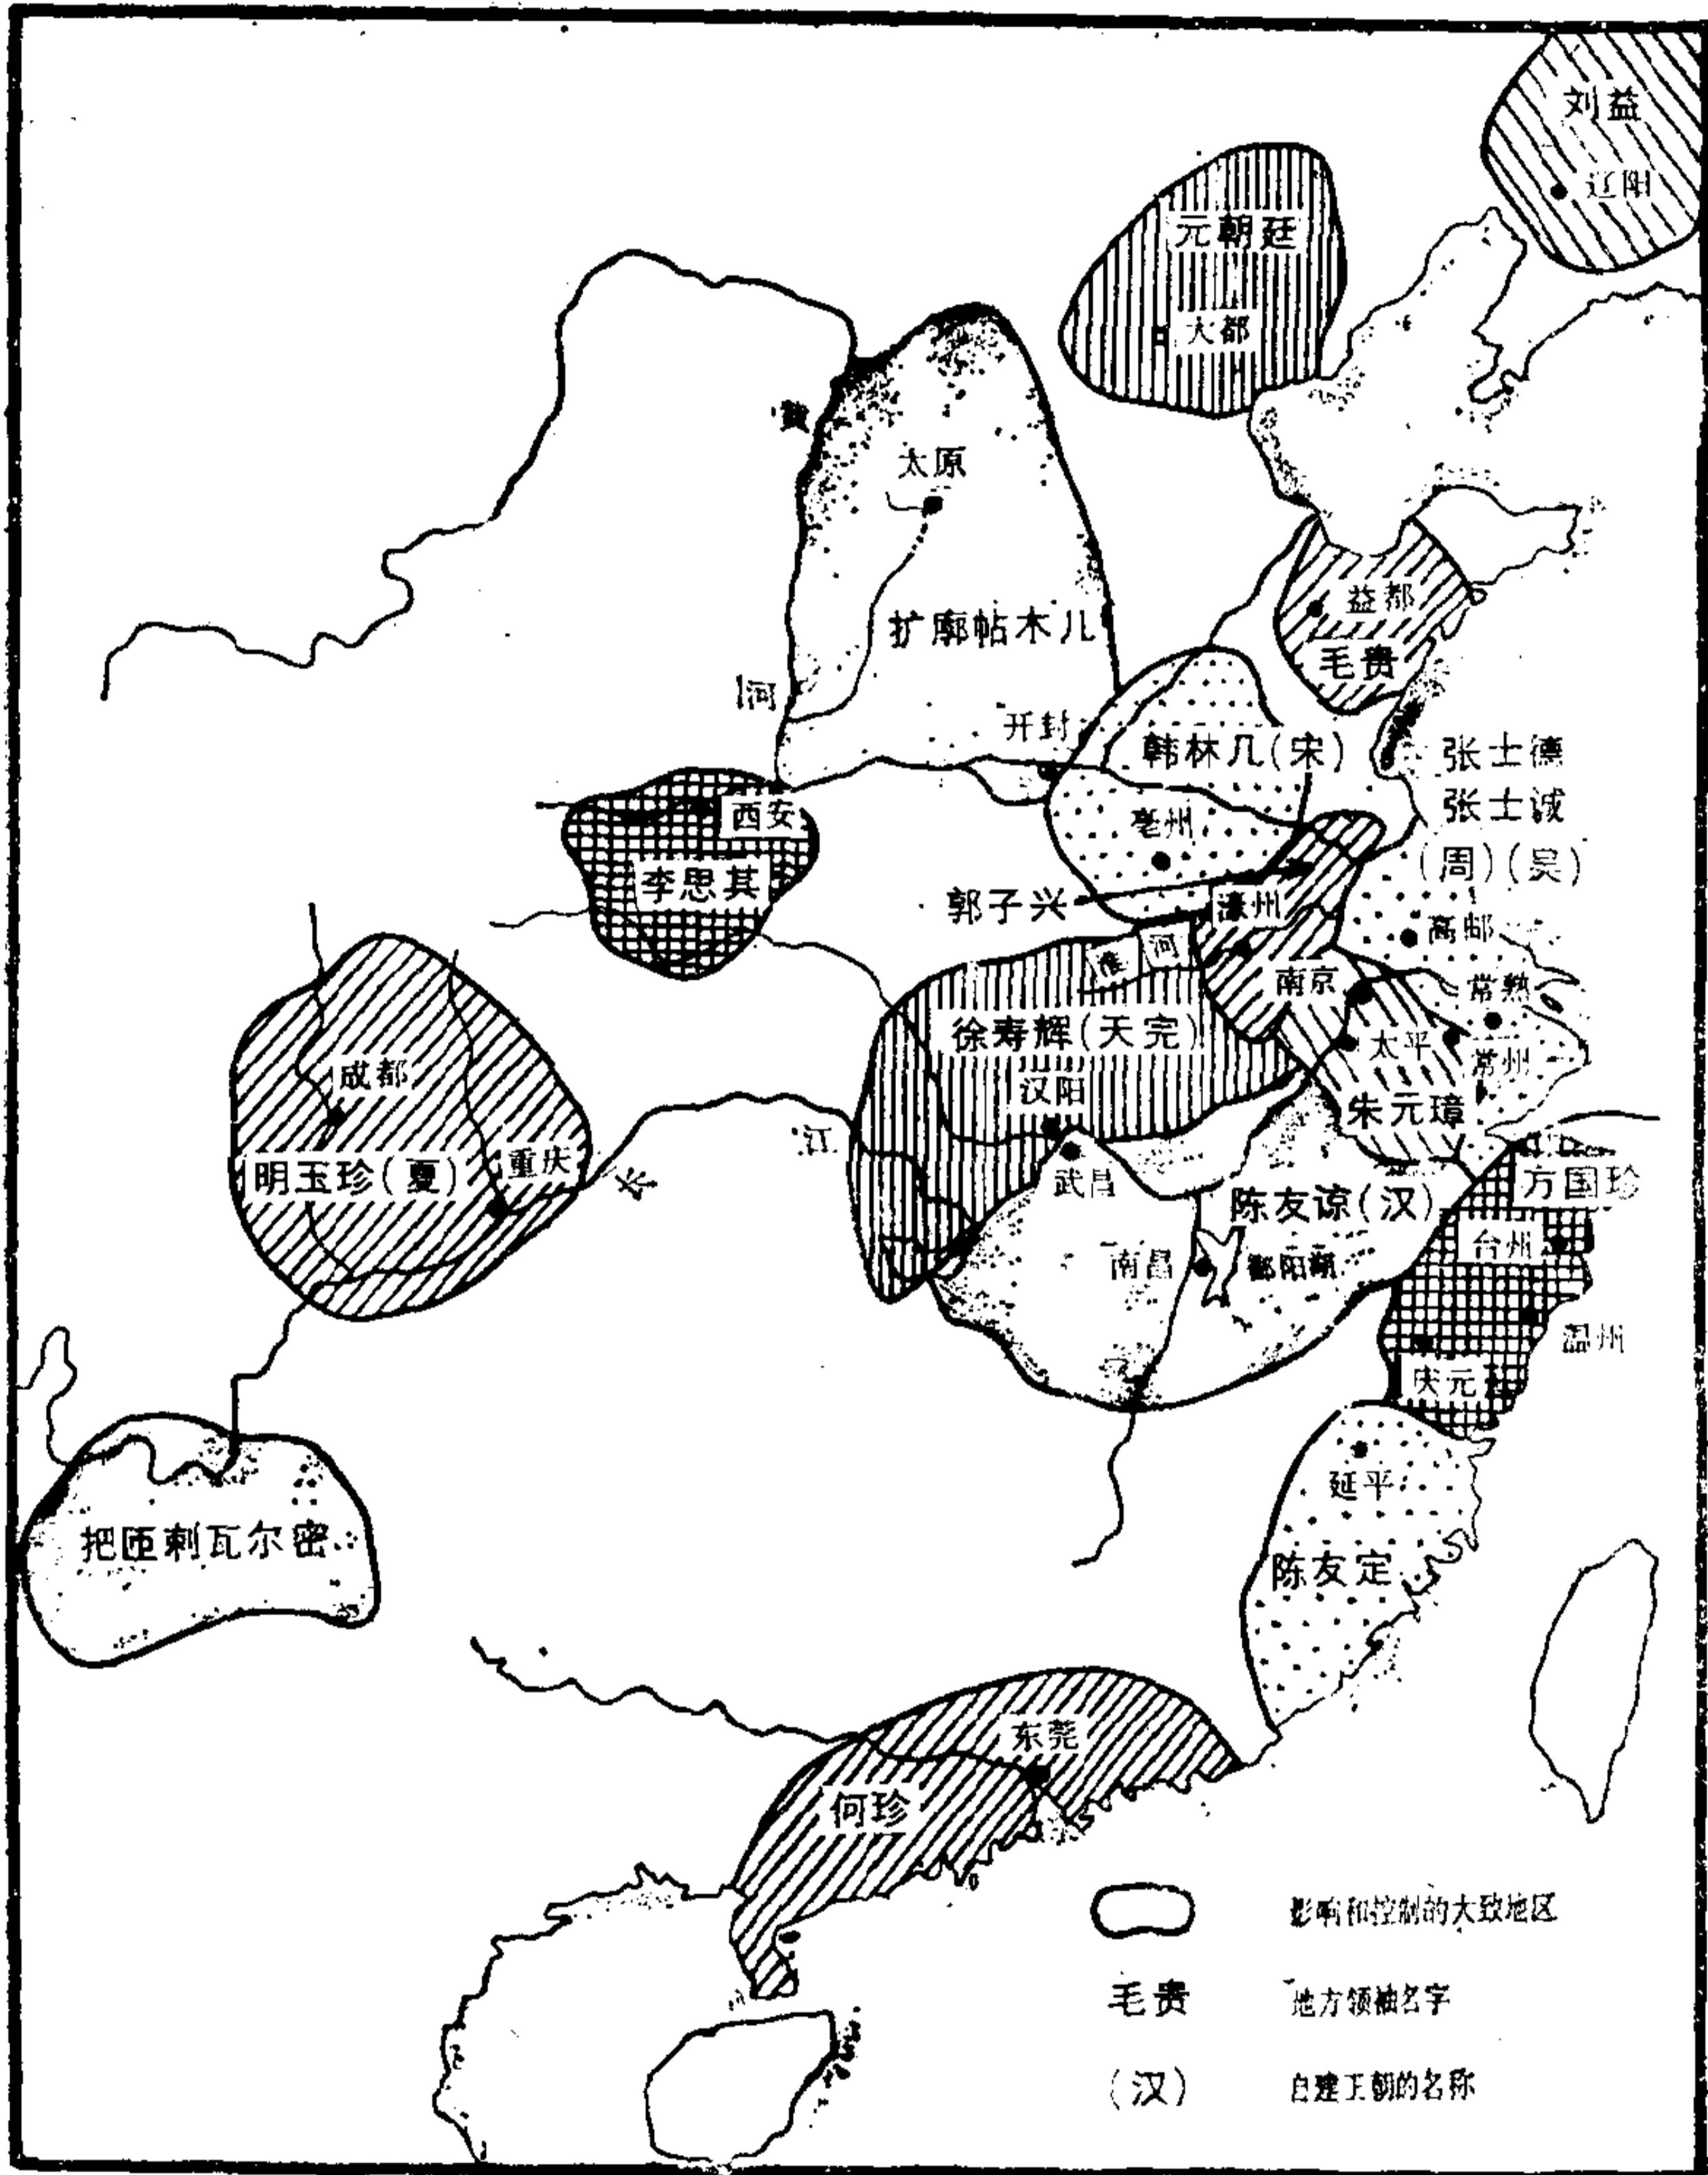 刘益
辽阳
元朝廷
大都
黄
太原
扩廓帖木儿
益都
毛贵
河
开封
韩林几(宋)
张士德
张士诚
(周)(吴)
西安
亳州
李思其
郭子兴
濠州
高邮
淮河
南京
常熟
徐寿辉(天完)
太平
常州
成都
汉阳
朱元璋
江
明玉珍(夏)
重庆
长
武昌
陈友谅(汉)
方国珍
台州
南昌
鄱阳湖
温州
庆元
延平
把匝剌瓦尔密
陈友定
东莞
何珍
影响和控制的大致地区
毛贵 地方领袖名字
(汉) 自建王朝的名称